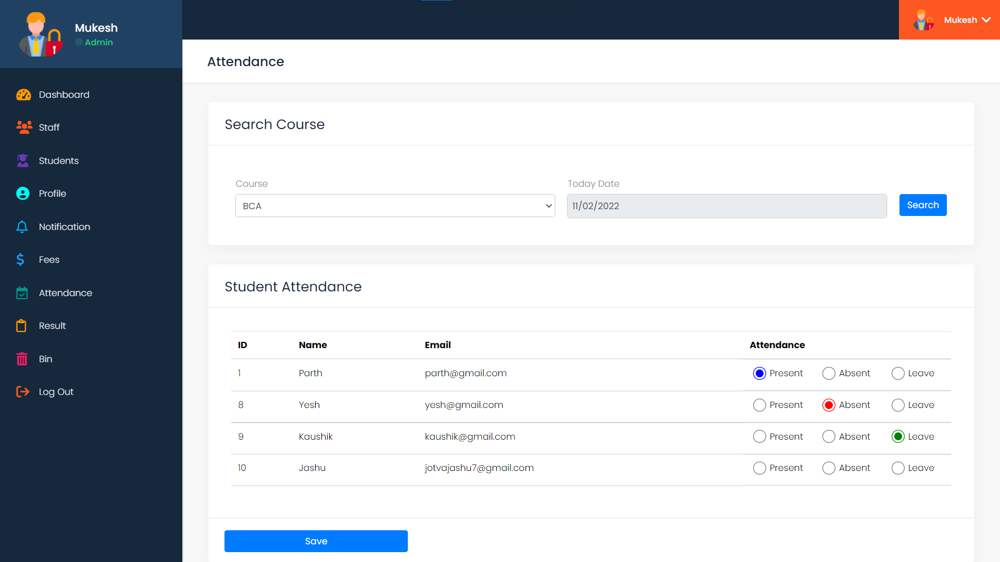 Mukesh
Admin
Mukesh
Dashboard
Staff
Students
Profile
Notification
Fees
Attendance
Result
Bin
Log Out
Attendance
Search Course
Course
Today Date
BCA
11/02/2022
Search
Student Attendance
ID Name Email Attendance
1 Parth parth@gmail.com Present Absent Leave
8 Yesh yesh@gmail.com Present Absent Leave
9 Kaushik kaushik@gmail.com Present Absent Leave
10 Jashu jotvajashu7@gmail.com Present Absent Leave
Save